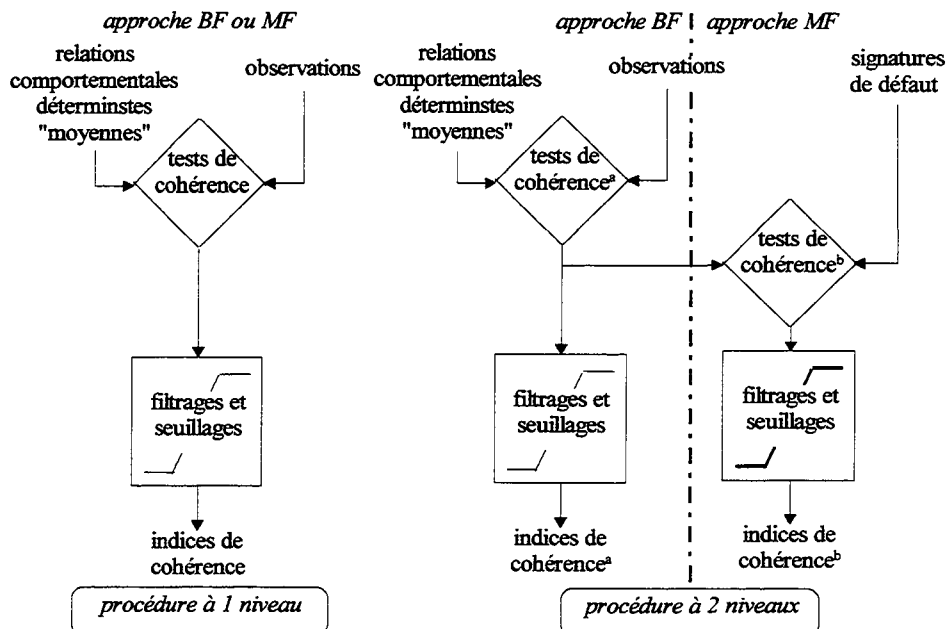 approche BF ou MF
relations
comportementales
détermínstes
"moyennes"
observations
tests de
cohérence
filtrages et
seuillages
indices de
cohérence
procédure à 1 niveau
approche BF
approche MF
relations
comportementales
déterminstes
"moyennes"
observations
signatures
de défaut
tests de
cohérenceᵃ
tests de
cohérenceᵇ
filtrages et
seuillages
filtrages et
seuillages
indices de
cohérenceᵃ
indices de
cohérenceᵇ
procédure à 2 niveaux